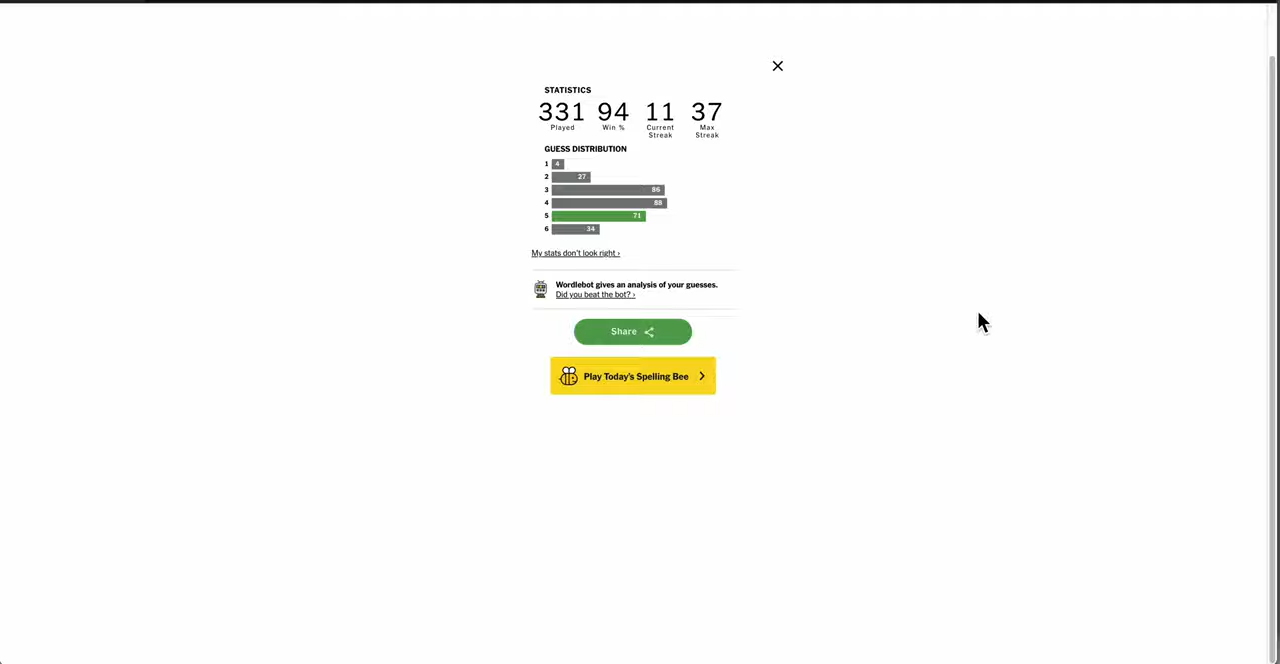 STATISTICS
331 94 11 37
Played Win % Current Streak Max Streak
GUESS DISTRIBUTION
1 4
2 27
3 86
4 88
5 71
6 34
My stats don't look right ›
Wordlebot gives an analysis of your guesses.
Did you beat the bot? ›
Share
Play Today's Spelling Bee